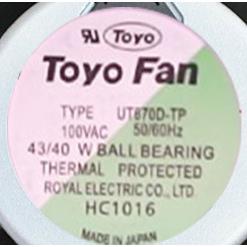 Toyo
Toyo Fan
TYPE UT670D-TP
100VAC 50/60Hz
43/40 W BALL BEARING
THERMAL PROTECTED
ROYAL ELECTRIC CO., LTD.
HC1016
MADE IN JAPAN